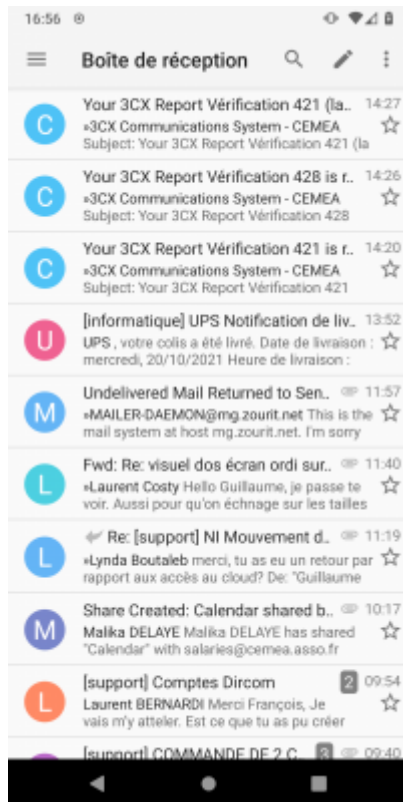 16:56
Boîte de réception
C
Your 3CX Report Vérification 421 (la..
14:27
»3CX Communications System - CEMEA
Subject: Your 3CX Report Vérification 421 (la
C
Your 3CX Report Vérification 428 is r..
14:26
»3CX Communications System - CEMEA
Subject: Your 3CX Report Vérification 428
C
Your 3CX Report Vérification 421 is r..
14:20
»3CX Communications System - CEMEA
Subject: Your 3CX Report Vérification 421
U
[informatique] UPS Notification de liv..
13:52
UPS , votre colis a été livré. Date de livraison :
mercredi, 20/10/2021 Heure de livraison :
M
Undelivered Mail Returned to Sen..
11:57
»MAILER-DAEMON@mg.zourit.net This is the
mail system at host mg.zourit.net. I'm sorry
L
Fwd: Re: visuel dos écran ordi sur..
11:40
»Laurent Costy Hello Guillaume, je passe te
voir. Aussi pour qu'on échnage sur les tailles
L
Re: [support] NI Mouvement d..
11:19
»Lynda Boutaleb merci, tu as eu un retour par
rapport aux accès au cloud? De: "Guillaume
M
Share Created: Calendar shared b..
10:17
Malika DELAYE Malika DELAYE has shared
"Calendar" with salaries@cemea.asso.fr
L
[support] Comptes Dircom
2
09:54
Laurent BERNARDI Merci François, Je
vais m'y atteler. Est ce que tu as pu créer
[support] COMMANDE DE 2 C..
3
09:40